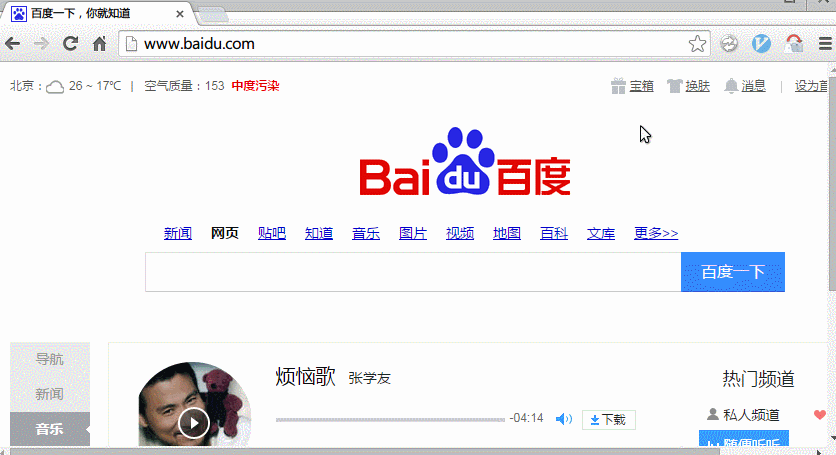 百度一下，你就知道
www.baidu.com
北京： 26 ~ 17℃ | 空气质量：153 中度污染 宝箱 换肤 消息 | 设为首
Bai du 百度
新闻 网页 贴吧 知道 音乐 图片 视频 地图 百科 文库 更多>>
百度一下
导航
新闻
音乐
烦恼歌 张学友
-04:14 下载
热门频道
私人频道
随便听听